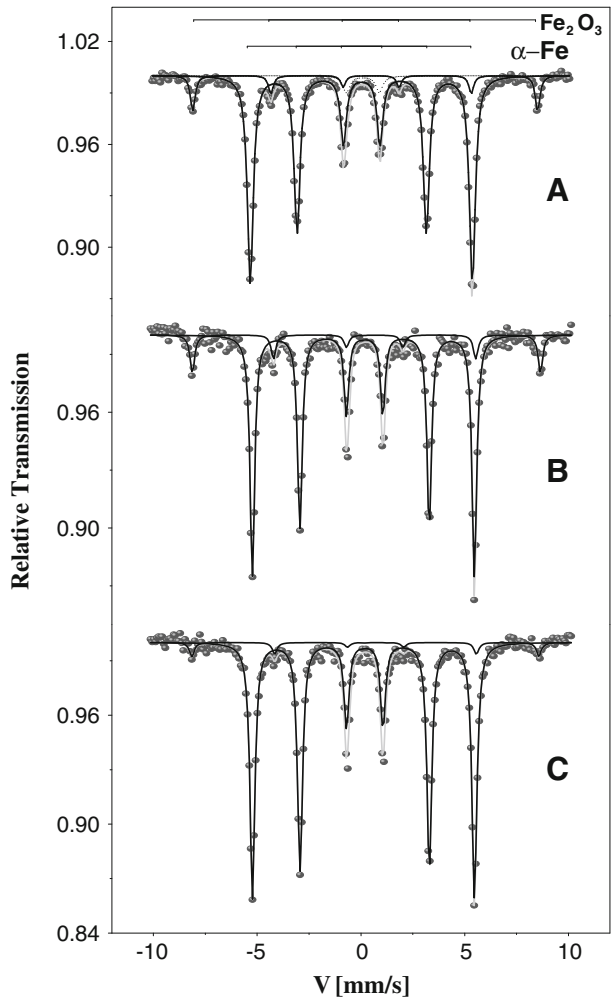 Fe₂O₃
α–Fe
1.02
0.96
0.90
A
0.96
0.90
B
0.96
0.90
0.84
C
-10 -5 0 5 10
V [mm/s]
Relative Transmission